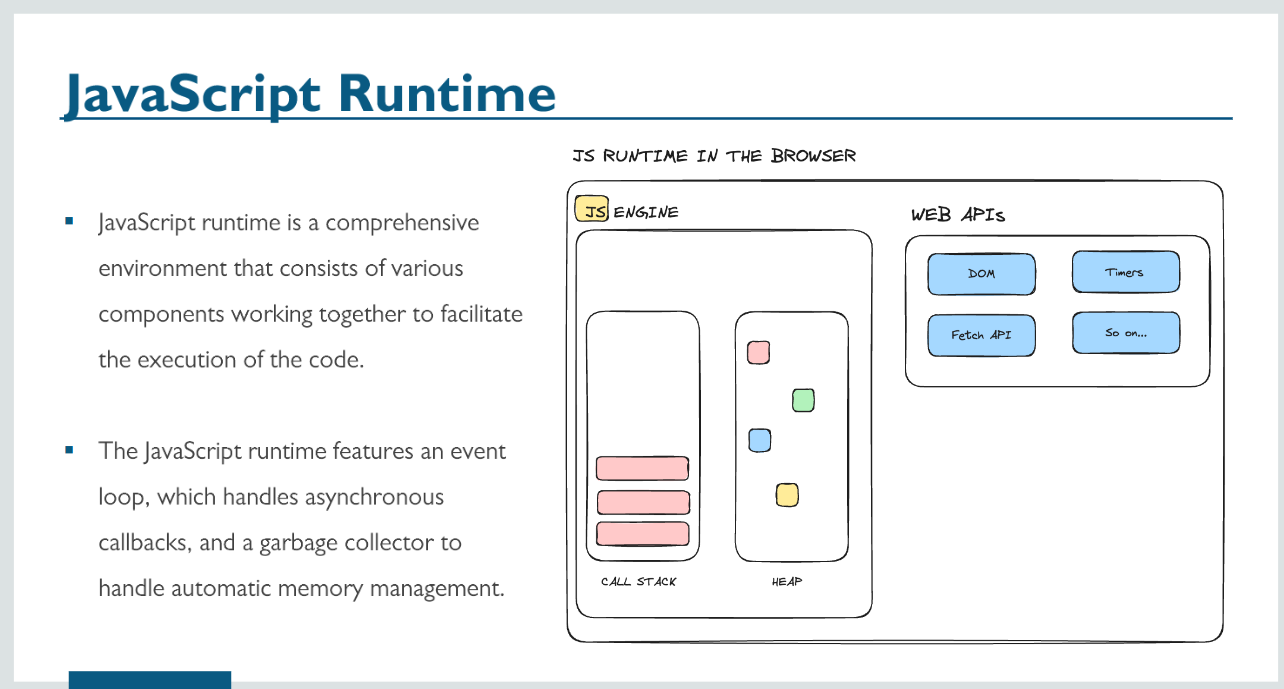 JavaScript Runtime
JavaScript runtime is a comprehensive
environment that consists of various
components working together to facilitate
the execution of the code.
The JavaScript runtime features an event
loop, which handles asynchronous
callbacks, and a garbage collector to
handle automatic memory management.
JS RUNTIME IN THE BROWSER
JS ENGINE
CALL STACK
HEAP
WEB APIs
DOM
Timers
Fetch API
So on...